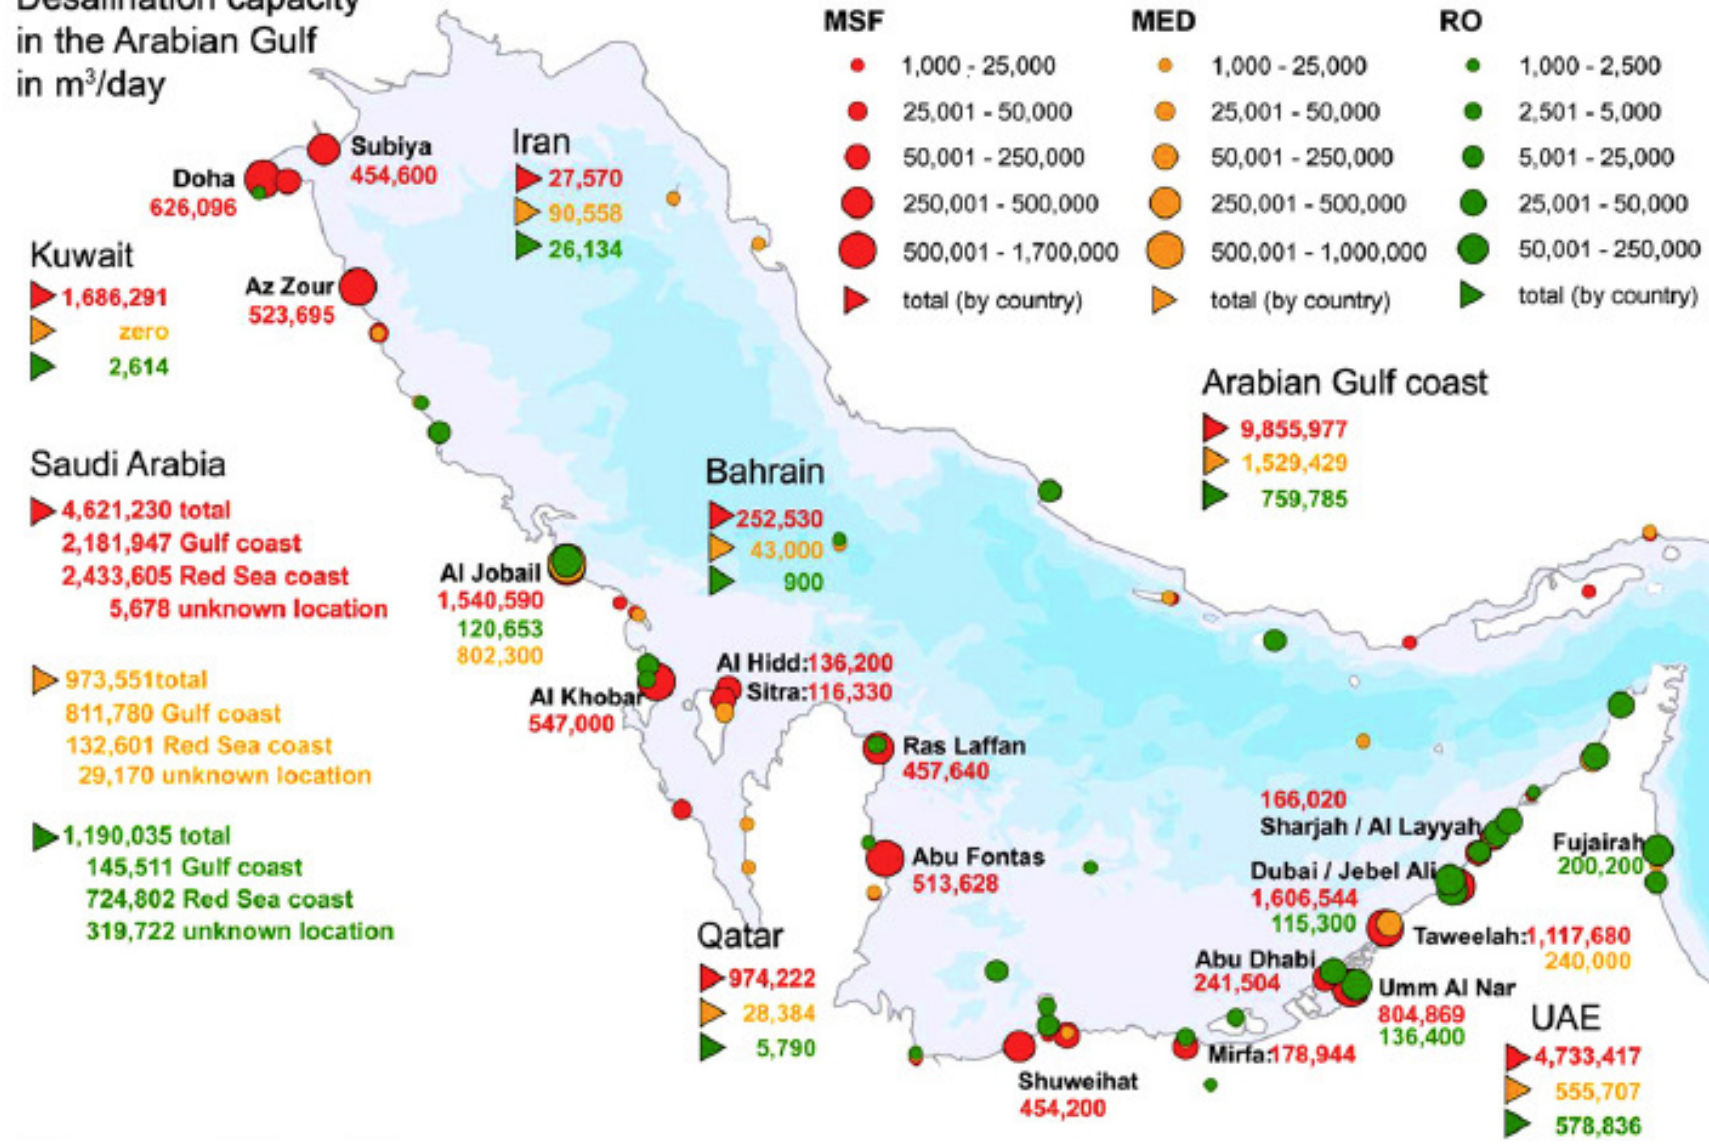 Desalination capacity
in the Arabian Gulf
in m³/day
MSF
1,000 - 25,000
25,001 - 50,000
50,001 - 250,000
250,001 - 500,000
500,001 - 1,700,000
total (by country)
MED
1,000 - 25,000
25,001 - 50,000
50,001 - 250,000
250,001 - 500,000
500,001 - 1,000,000
total (by country)
RO
1,000 - 2,500
2,501 - 5,000
5,001 - 25,000
25,001 - 50,000
50,001 - 250,000
total (by country)
Subiya
454,600
Doha
626,096
Iran
27,570
90,558
26,134
Kuwait
1,686,291
zero
2,614
Az Zour
523,695
Arabian Gulf coast
9,855,977
1,529,429
759,785
Saudi Arabia
4,621,230 total
2,181,947 Gulf coast
2,433,605 Red Sea coast
5,678 unknown location
973,551total
811,780 Gulf coast
132,601 Red Sea coast
29,170 unknown location
1,190,035 total
145,511 Gulf coast
724,802 Red Sea coast
319,722 unknown location
Bahrain
252,530
43,000
900
Al Jobail
1,540,590
120,653
802,300
Al Khobar
547,000
Al Hidd:136,200
Sitra:116,330
Ras Laffan
457,640
Abu Fontas
513,628
Qatar
974,222
28,384
5,790
166,020
Sharjah / Al Layyah
Fujairah
200,200
Dubai / Jebel Ali
1,606,544
115,300
Taweelah:1,117,680
240,000
Abu Dhabi
241,504
Umm Al Nar
804,869
136,400
Mirfa:178,944
Shuweihat
454,200
UAE
4,733,417
555,707
578,836